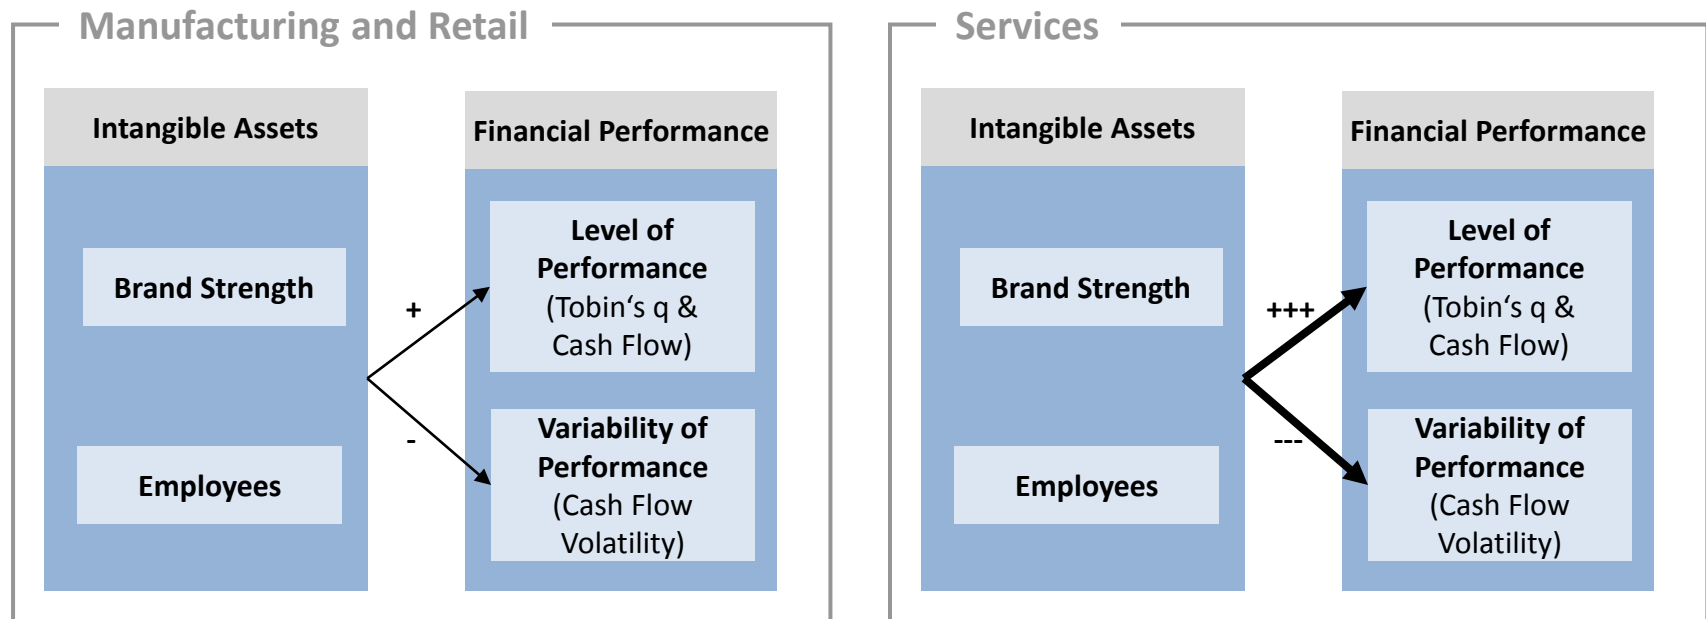 Manufacturing and Retail
Intangible Assets
Financial Performance
Brand Strength
Employees
+
-
Level of
Performance
(Tobin‘s q &
Cash Flow)
Variability of
Performance
(Cash Flow
Volatility)
Services
Intangible Assets
Financial Performance
Brand Strength
Employees
+++
---
Level of
Performance
(Tobin‘s q &
Cash Flow)
Variability of
Performance
(Cash Flow
Volatility)